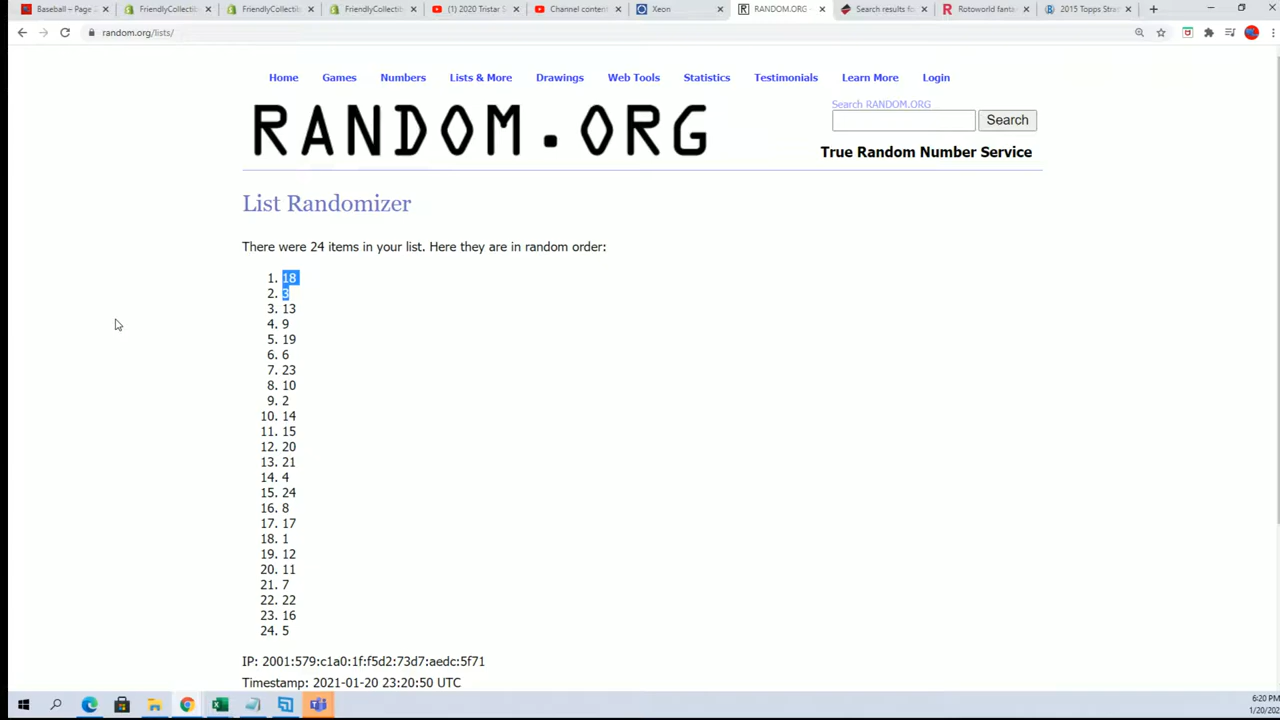 Baseball – Page
FriendlyCollectib
FriendlyCollectib
FriendlyCollectib
(1) 2020 Tristar S
Channel content
Xeon
RANDOM.ORG -
Search results fo
Rotoworld fanta
2015 Topps Stra
random.org/lists/
Home Games Numbers Lists & More Drawings Web Tools Statistics Testimonials Learn More Login
RANDOM.ORG
Search RANDOM.ORG
Search
True Random Number Service
List Randomizer
There were 24 items in your list. Here they are in random order:
1. 18
2. 3
3. 13
4. 9
5. 19
6. 6
7. 23
8. 10
9. 2
10. 14
11. 15
12. 20
13. 21
14. 4
15. 24
16. 8
17. 17
18. 1
19. 12
20. 11
21. 7
22. 22
23. 16
24. 5
IP: 2001:579:c1a0:1f:f5d2:73d7:aedc:5f71
Timestamp: 2021-01-20 23:20:50 UTC
6:20 PM
1/20/202